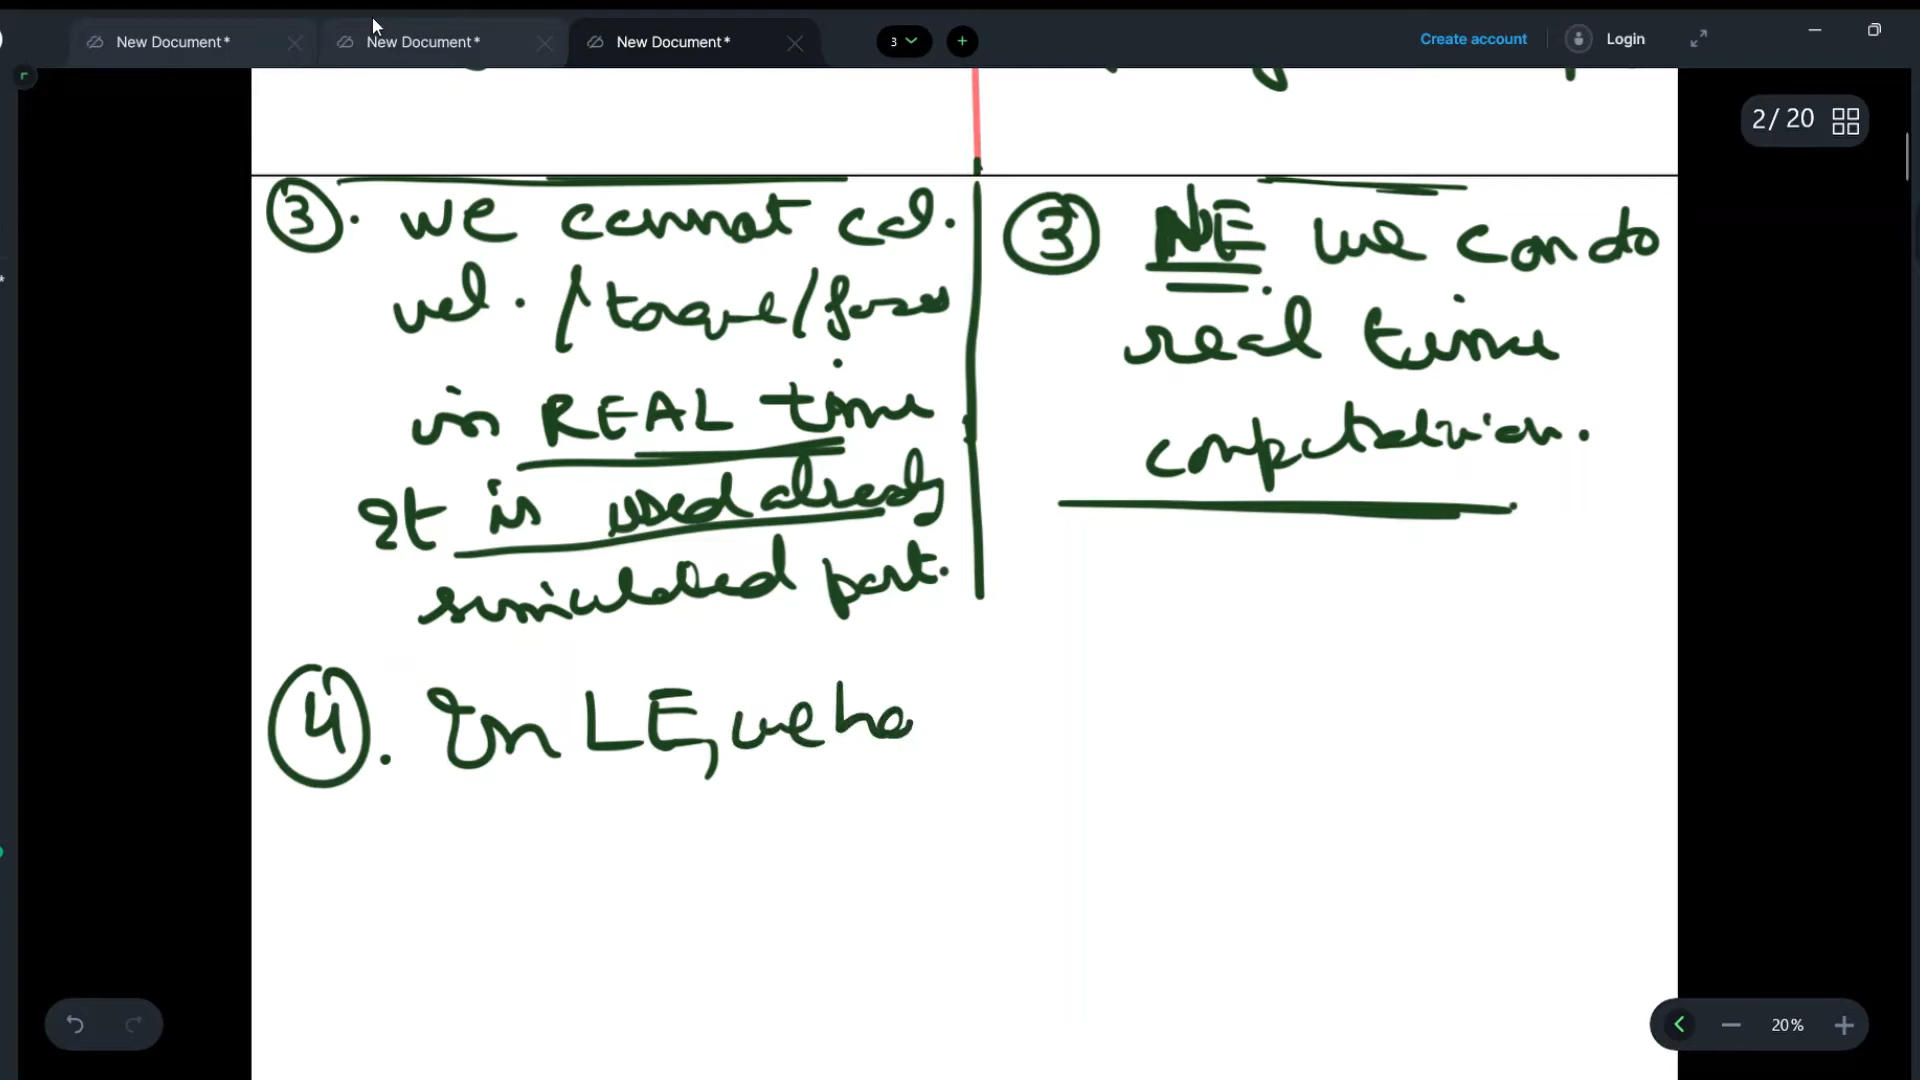 New Document*
New Document*
New Document*
3
Create account
Login
2/ 20
3. we cannot cal.
vel. / torque / forces
in REAL time
It is used already
simulated part.
3 NE we can do
real time
computation.
4. In LE, we ha
20%